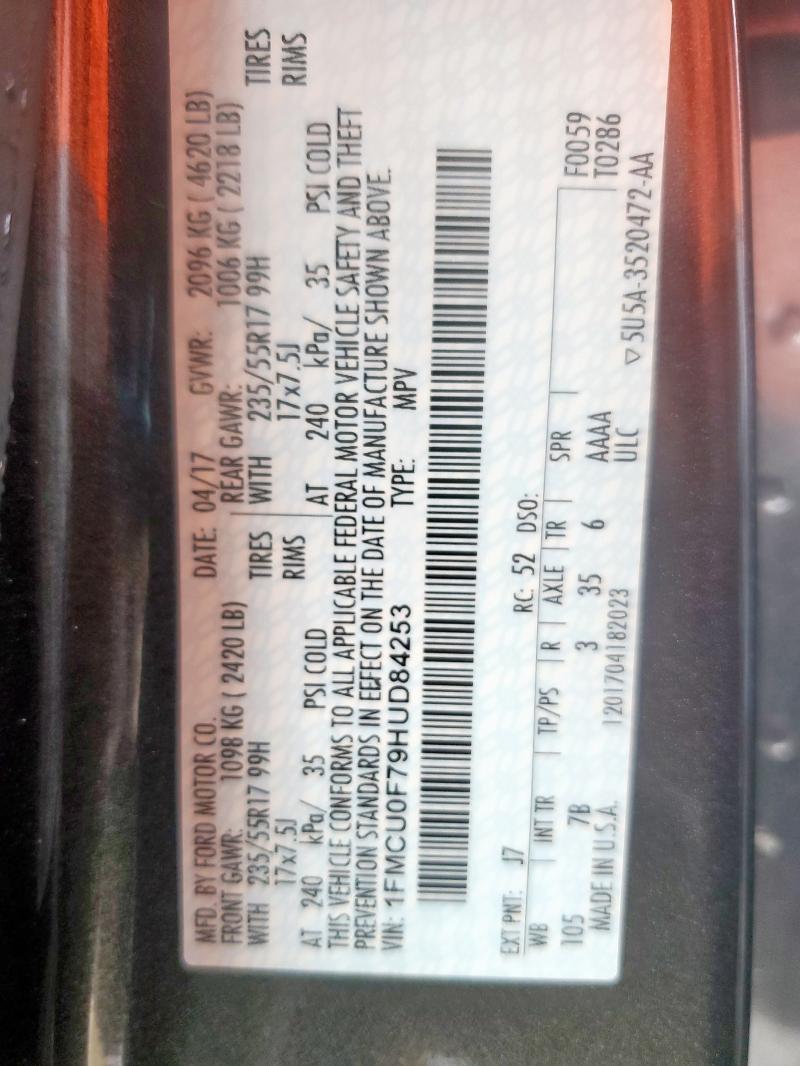 MFD. BY FORD MOTOR CO. DATE: 04/17 GVWR: 2096 KG ( 4620 LB)
FRONT GAWR: 1098 KG ( 2420 LB) REAR GAWR: 1006 KG ( 2218 LB)
WITH 235/55R17 99H TIRES WITH 235/55R17 99H TIRES
17x7.5J RIMS 17x7.5J RIMS
AT 240 kPa/ 35 PSI COLD AT 240 kPa/ 35 PSI COLD
THIS VEHICLE CONFORMS TO ALL APPLICABLE FEDERAL MOTOR VEHICLE SAFETY AND THEFT
PREVENTION STANDARDS IN EFFECT ON THE DATE OF MANUFACTURE SHOWN ABOVE.
VIN: 1FMCU0F79HUD84253 TYPE: MPV
EXT PNT: J7 RC: 52 DSO:
WB INT TR TP/PS R AXLE TR SPR F0059
105 7B 3 35 6 AAAA T0286
MADE IN U.S.A. 1201704182023 ULC
▽5U5A-3520472-AA